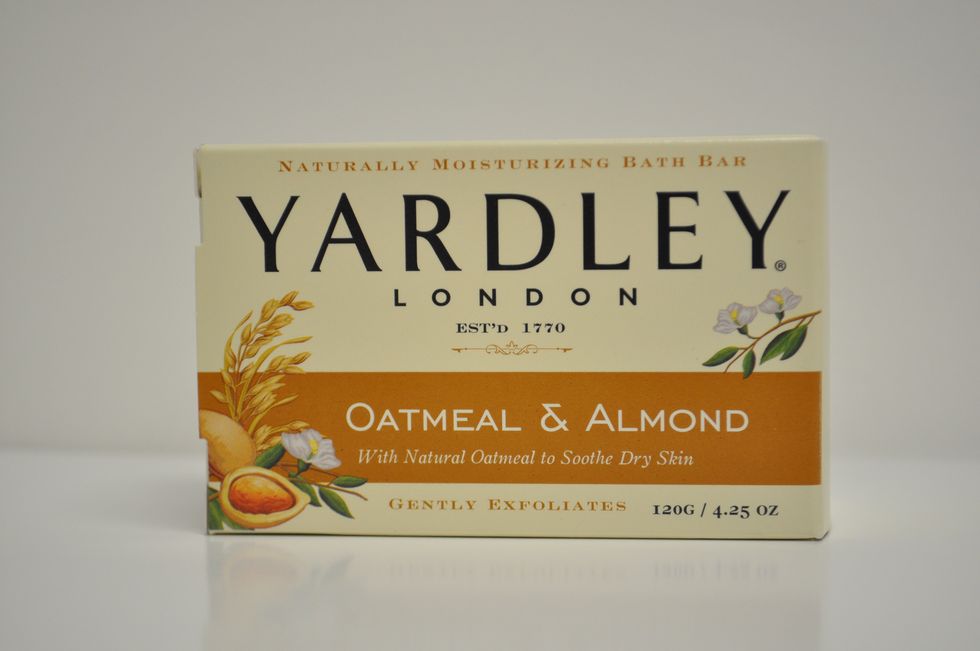 Naturally Moisturizing Bath Bar
YARDLEY®
LONDON
EST'D 1770
Oatmeal & Almond
With Natural Oatmeal to Soothe Dry Skin
Gently Exfoliates 120G / 4.25 OZ